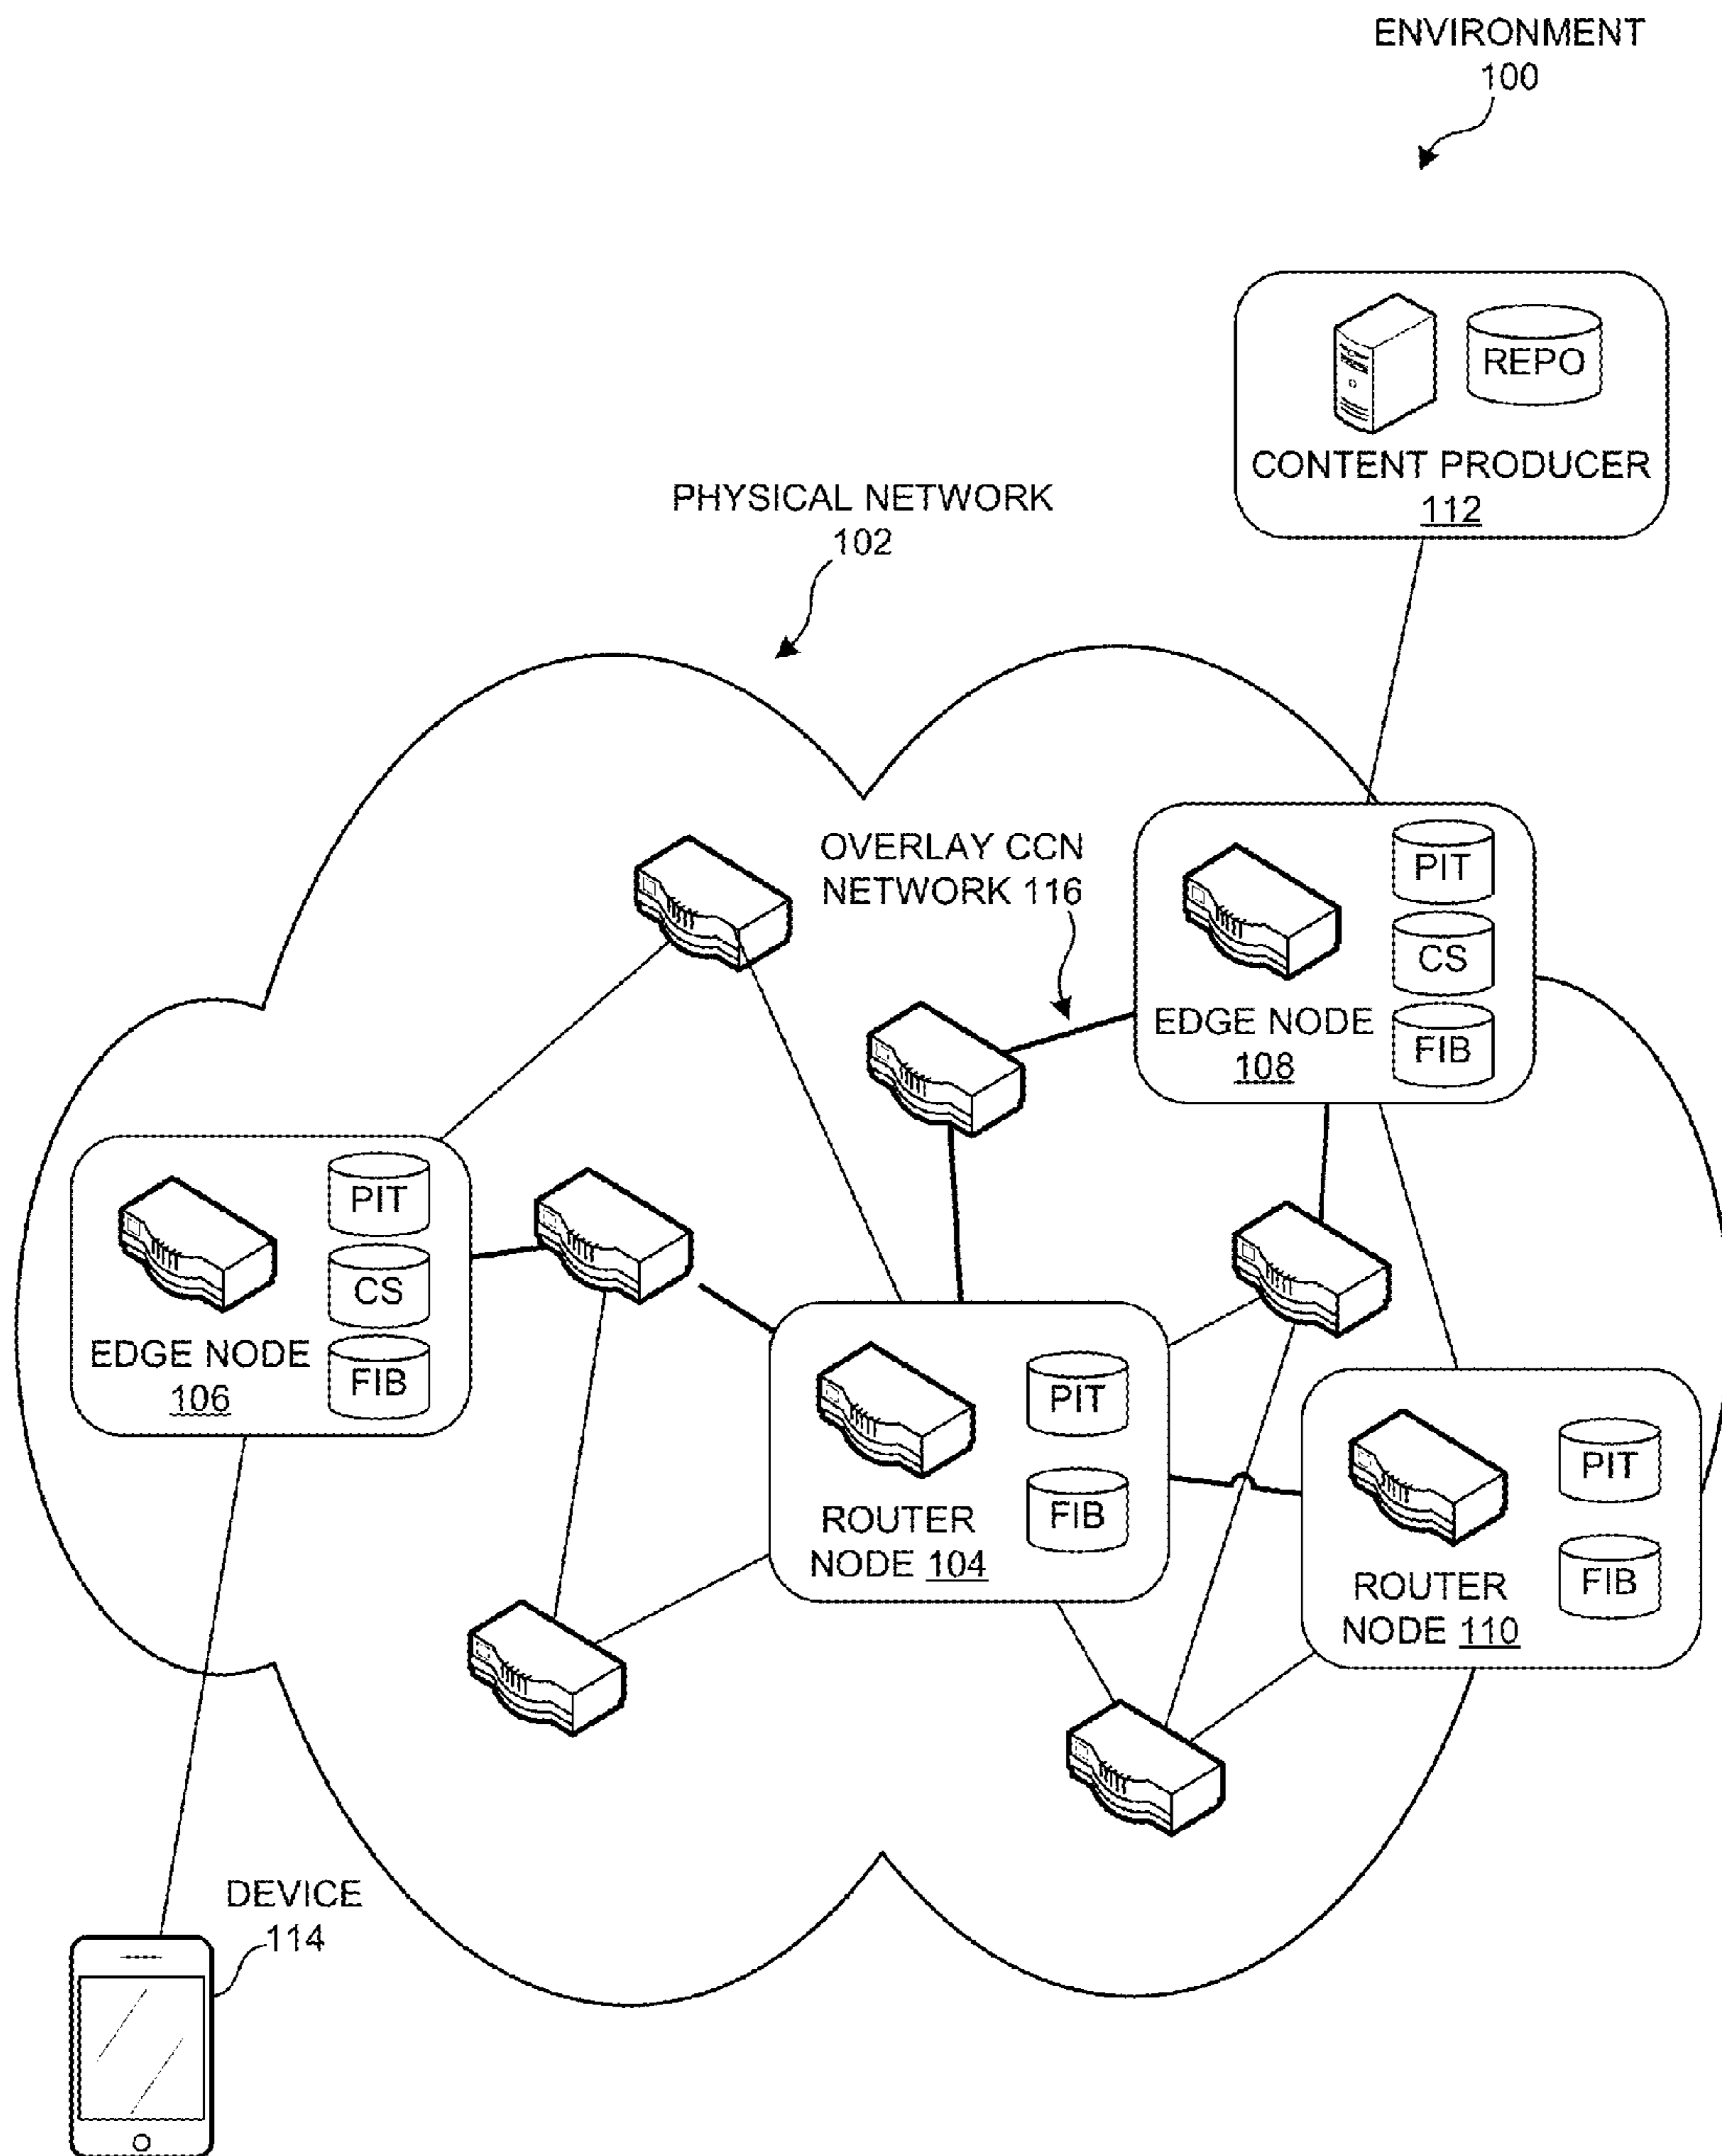 ENVIRONMENT
100
REPO
CONTENT PRODUCER
112
PHYSICAL NETWORK
102
OVERLAY CCN
NETWORK 116
PIT
CS
FIB
EDGE NODE
108
PIT
CS
FIB
EDGE NODE
106
PIT
FIB
ROUTER
NODE 104
PIT
FIB
ROUTER
NODE 110
DEVICE
114